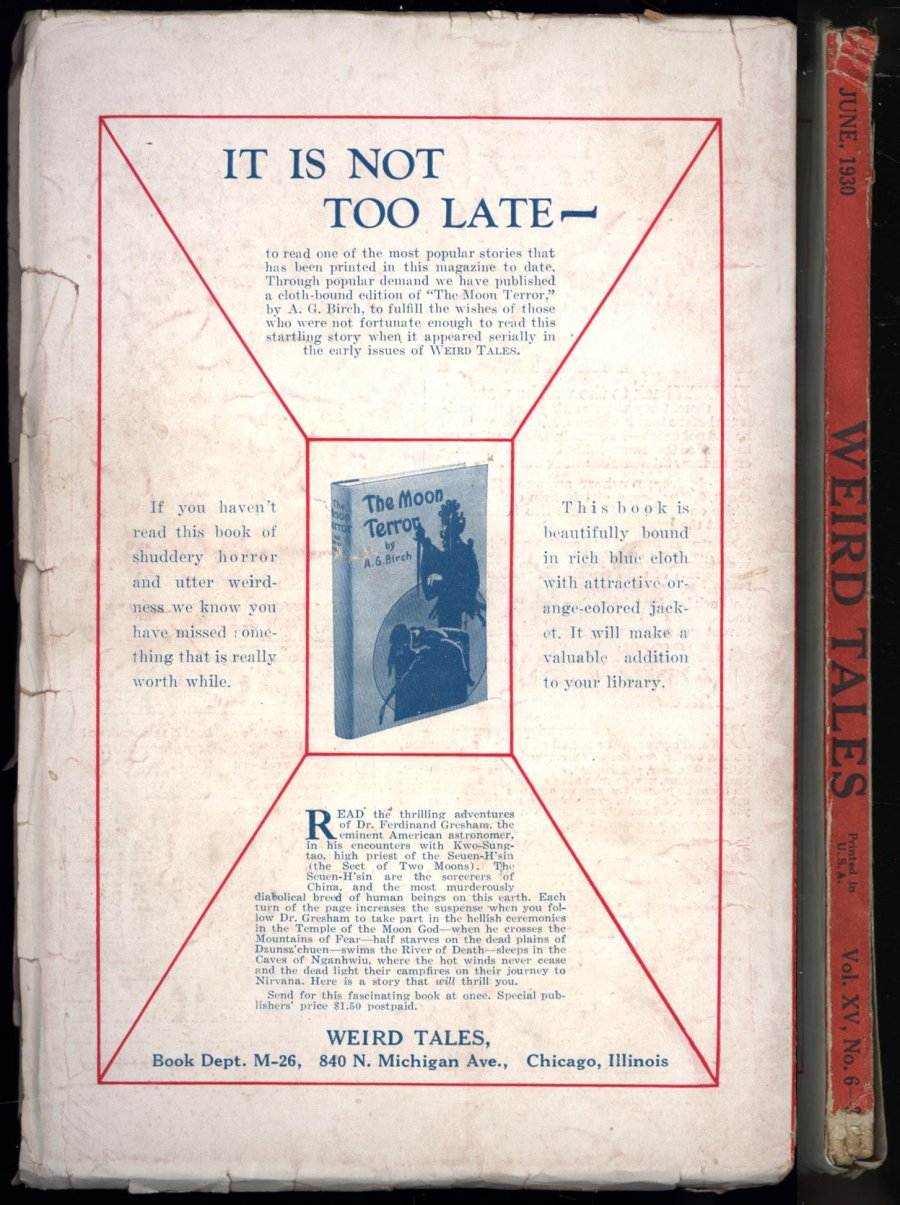 IT IS NOT
TOO LATE—
to read one of the most popular stories that
has been printed in this magazine to date.
Through popular demand we have published
a cloth-bound edition of “The Moon Terror,”
by A. G. Birch, to fulfill the wishes of those
who were not fortunate enough to read this
startling story when it appeared serially in
the early issues of WEIRD TALES.
If you haven't
read this book of
shuddery horror
and utter weird-
ness we know you
have missed some-
thing that is really
worth while.
The Moon
Terror
by
A.G. Birch
This book is
beautifully bound
in rich blue cloth
with attractive or-
ange-colored jack-
et. It will make a
valuable addition
to your library.
READ the thrilling adventures
of Dr. Ferdinand Gresham, the
eminent American astronomer,
in his encounters with Kwo-Sung-
tao, high priest of the Seuen-H'sin
(the Sect of Two Moons). The
Seuen-H'sin are the sorcerers of
China, and the most murderously
diabolical breed of human beings on this earth. Each
turn of the page increases the suspense when you fol-
low Dr. Gresham to take part in the hellish ceremonies
in the Temple of the Moon God—when he crosses the
Mountains of Fear—half starves on the dead plains of
Dzunsz'chuen—swims the River of Death—sleeps in the
Caves of Nganhwiu, where the hot winds never cease
and the dead light their campfires on their journey to
Nirvana. Here is a story that will thrill you.
Send for this fascinating book at once. Special pub-
lishers' price $1.50 postpaid.
WEIRD TALES,
Book Dept. M-26, 840 N. Michigan Ave., Chicago, Illinois
JUNE, 1930
WEIRD TALES
Printed in
U. S. A.
Vol. XV, No. 6